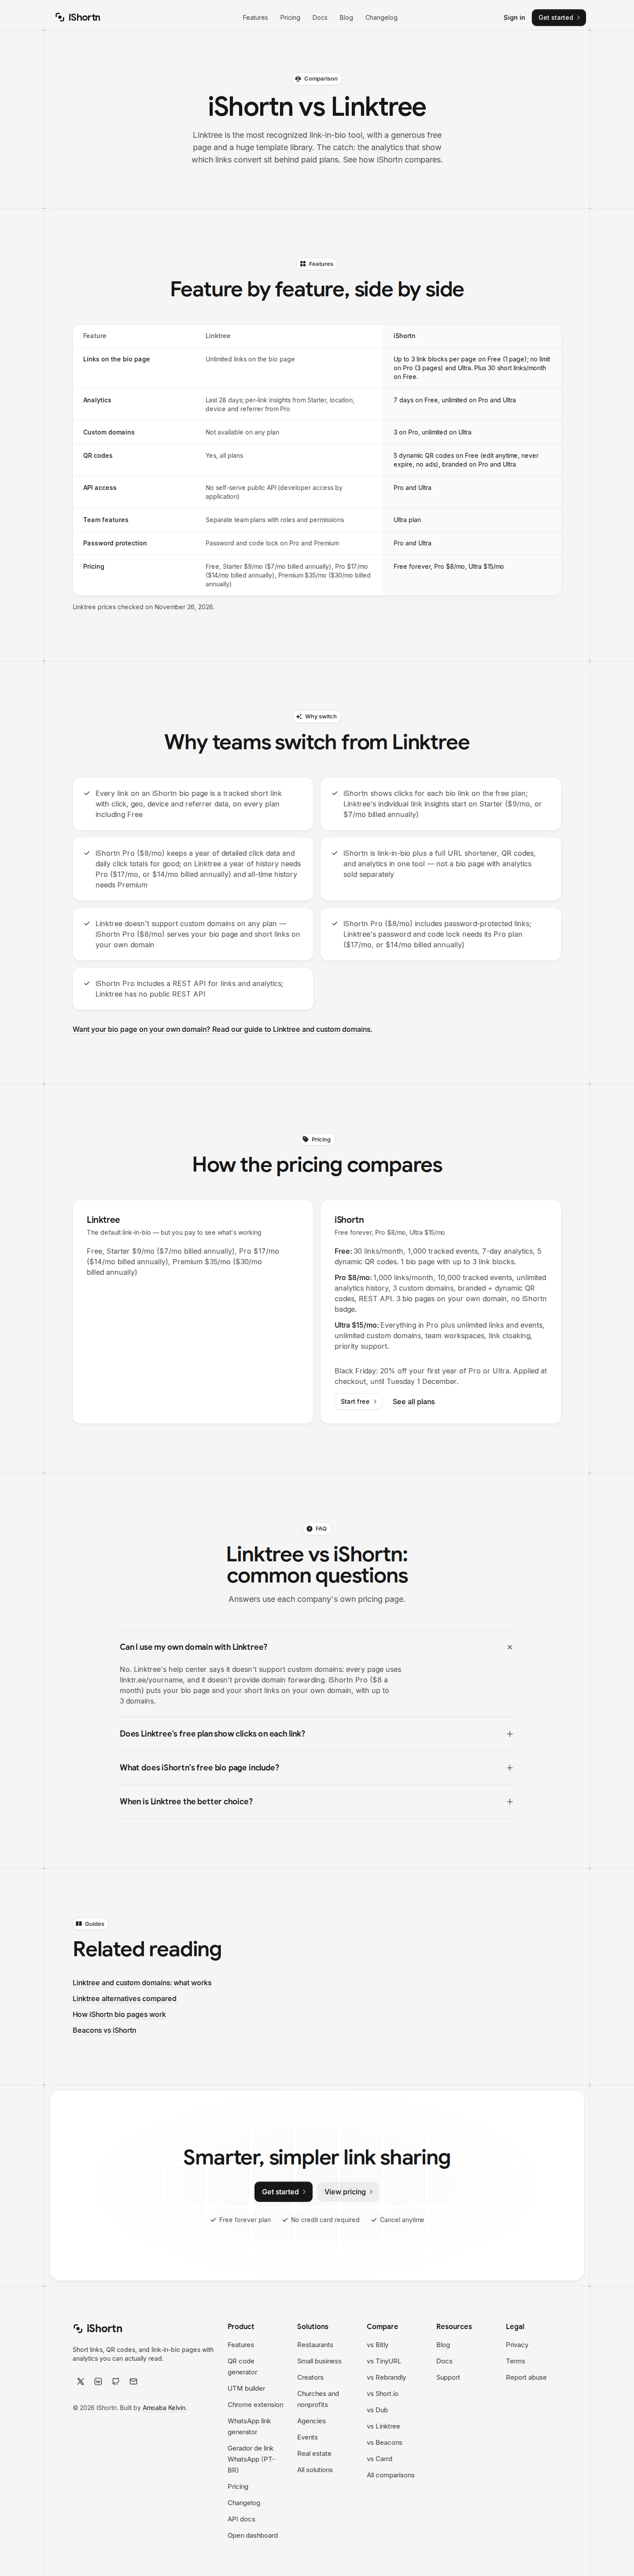 iShortn
Features
Pricing
Docs
Blog
Changelog
Sign in
Get started
Comparison
iShortn vs Linktree
Linktree is the most recognized link-in-bio tool, with a generous free
page and a huge template library. The catch: the analytics that show
which links convert sit behind paid plans. See how iShortn compares.
Features
Feature by feature, side by side
Feature
Linktree
iShortn
Links on the bio page
Unlimited links on the bio page
Up to 3 link blocks per page on Free (1 page); no limit
on Pro (3 pages) and Ultra. Plus 30 short links/month
on Free.
Analytics
Last 28 days; per-link insights from Starter, location,
device and referrer from Pro
7 days on Free, unlimited on Pro and Ultra
Custom domains
Not available on any plan
3 on Pro, unlimited on Ultra
QR codes
Yes, all plans
5 dynamic QR codes on Free (edit anytime, never
expire, no ads), branded on Pro and Ultra
API access
No self-serve public API (developer access by
application)
Pro and Ultra
Team features
Separate team plans with roles and permissions
Ultra plan
Password protection
Password and code lock on Pro and Premium
Pro and Ultra
Pricing
Free, Starter $9/mo ($7/mo billed annually), Pro $17/mo
($14/mo billed annually), Premium $35/mo ($30/mo billed
annually)
Free forever, Pro $8/mo, Ultra $15/mo
Linktree prices checked on November 26, 2026.
Why switch
Why teams switch from Linktree
Every link on an iShortn bio page is a tracked short link
with click, geo, device and referrer data, on every plan
including Free
iShortn shows clicks for each bio link on the free plan;
Linktree's individual link insights start on Starter ($9/mo, or
$7/mo billed annually)
iShortn Pro ($8/mo) keeps a year of detailed click data and
daily click totals for good; on Linktree a year of history needs
Pro ($17/mo, or $14/mo billed annually) and all-time history
needs Premium
iShortn is link-in-bio plus a full URL shortener, QR codes,
and analytics in one tool — not a bio page with analytics
sold separately
Linktree doesn't support custom domains on any plan —
iShortn Pro ($8/mo) serves your bio page and short links on
your own domain
iShortn Pro ($8/mo) includes password-protected links;
Linktree's password and code lock needs its Pro plan
($17/mo, or $14/mo billed annually)
iShortn Pro includes a REST API for links and analytics;
Linktree has no public REST API
Want your bio page on your own domain? Read our guide to Linktree and custom domains.
Pricing
How the pricing compares
Linktree
The default link-in-bio — but you pay to see what's working
Free, Starter $9/mo ($7/mo billed annually), Pro $17/mo
($14/mo billed annually), Premium $35/mo ($30/mo
billed annually)
iShortn
Free forever, Pro $8/mo, Ultra $15/mo
Free: 30 links/month, 1,000 tracked events, 7-day analytics, 5
dynamic QR codes. 1 bio page with up to 3 link blocks.
Pro $8/mo: 1,000 links/month, 10,000 tracked events, unlimited
analytics history, 3 custom domains, branded + dynamic QR
codes, REST API. 3 bio pages on your own domain, no iShortn
badge.
Ultra $15/mo: Everything in Pro plus unlimited links and events,
unlimited custom domains, team workspaces, link cloaking,
priority support.
Black Friday: 20% off your first year of Pro or Ultra. Applied at
checkout, until Tuesday 1 December.
Start free
See all plans
FAQ
Linktree vs iShortn:
common questions
Answers use each company's own pricing page.
Can I use my own domain with Linktree?
No. Linktree's help center says it doesn't support custom domains: every page uses
linktr.ee/yourname, and it doesn't provide domain forwarding. iShortn Pro ($8 a
month) puts your bio page and your short links on your own domain, with up to
3 domains.
Does Linktree's free plan show clicks on each link?
What does iShortn's free bio page include?
When is Linktree the better choice?
Guides
Related reading
Linktree and custom domains: what works
Linktree alternatives compared
How iShortn bio pages work
Beacons vs iShortn
Smarter, simpler link sharing
Get started
View pricing
Free forever plan
No credit card required
Cancel anytime
iShortn
Short links, QR codes, and link-in-bio pages with
analytics you can actually read.
© 2026 iShortn. Built by Amoaba Kelvin.
Product
Features
QR code
generator
UTM builder
Chrome extension
WhatsApp link
generator
Gerador de link
WhatsApp (PT-
BR)
Pricing
Changelog
API docs
Open dashboard
Solutions
Restaurants
Small business
Creators
Churches and
nonprofits
Agencies
Events
Real estate
All solutions
Compare
vs Bitly
vs TinyURL
vs Rebrandly
vs Short.io
vs Dub
vs Linktree
vs Beacons
vs Carrd
All comparisons
Resources
Blog
Docs
Support
Legal
Privacy
Terms
Report abuse